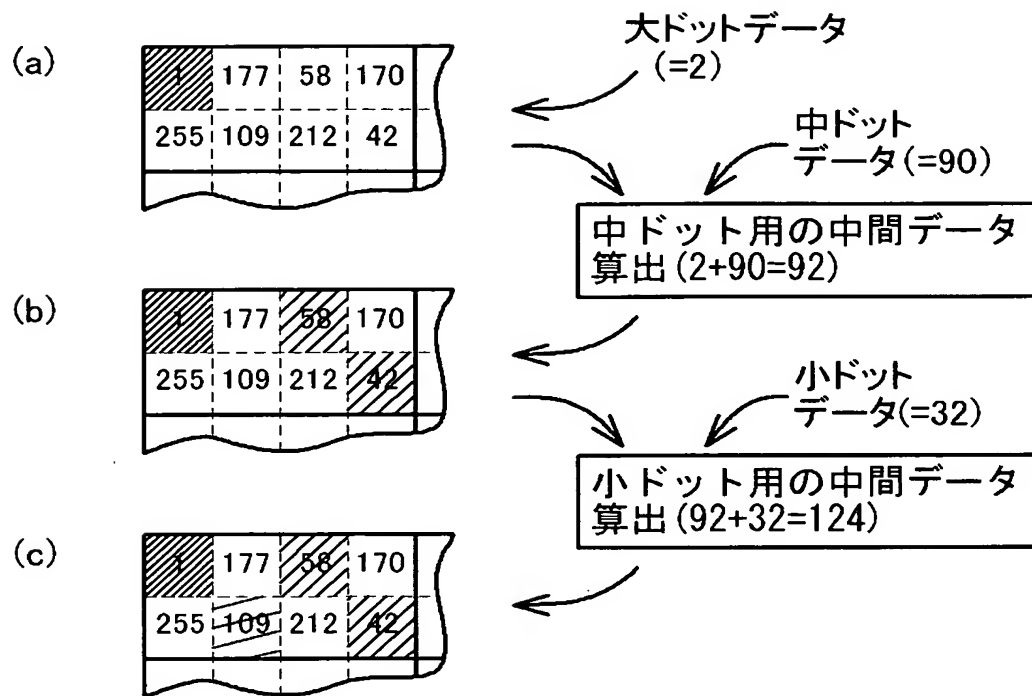 (a)
1 177 58 170
255 109 212 42
大ドットデータ
(=2)
中ドット
データ(=90)
中ドット用の中間データ
算出(2+90=92)
(b)
1 177 58 170
255 109 212 42
小ドット
データ(=32)
小ドット用の中間データ
算出(92+32=124)
(c)
1 177 58 170
255 109 212 42